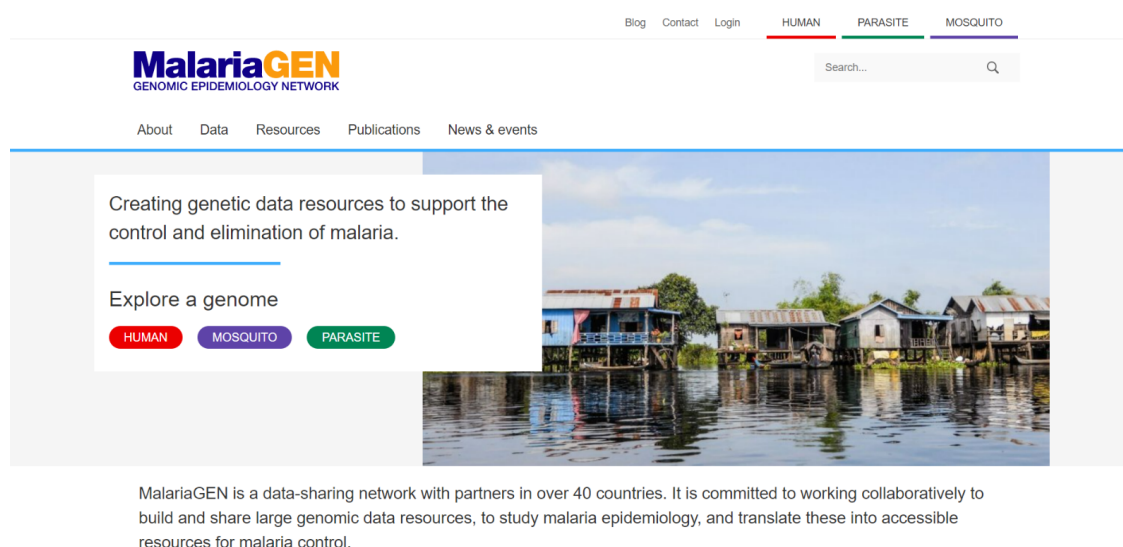 Blog Contact Login HUMAN PARASITE MOSQUITO
MalariaGEN
GENOMIC EPIDEMIOLOGY NETWORK
Search...
About Data Resources Publications News & events
Creating genetic data resources to support the
control and elimination of malaria.
Explore a genome
HUMAN MOSQUITO PARASITE
MalariaGEN is a data-sharing network with partners in over 40 countries. It is committed to working collaboratively to
build and share large genomic data resources, to study malaria epidemiology, and translate these into accessible
resources for malaria control.